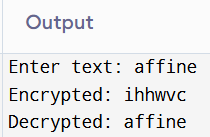 Output
Enter text: affine
Encrypted: ihhwvc
Decrypted: affine